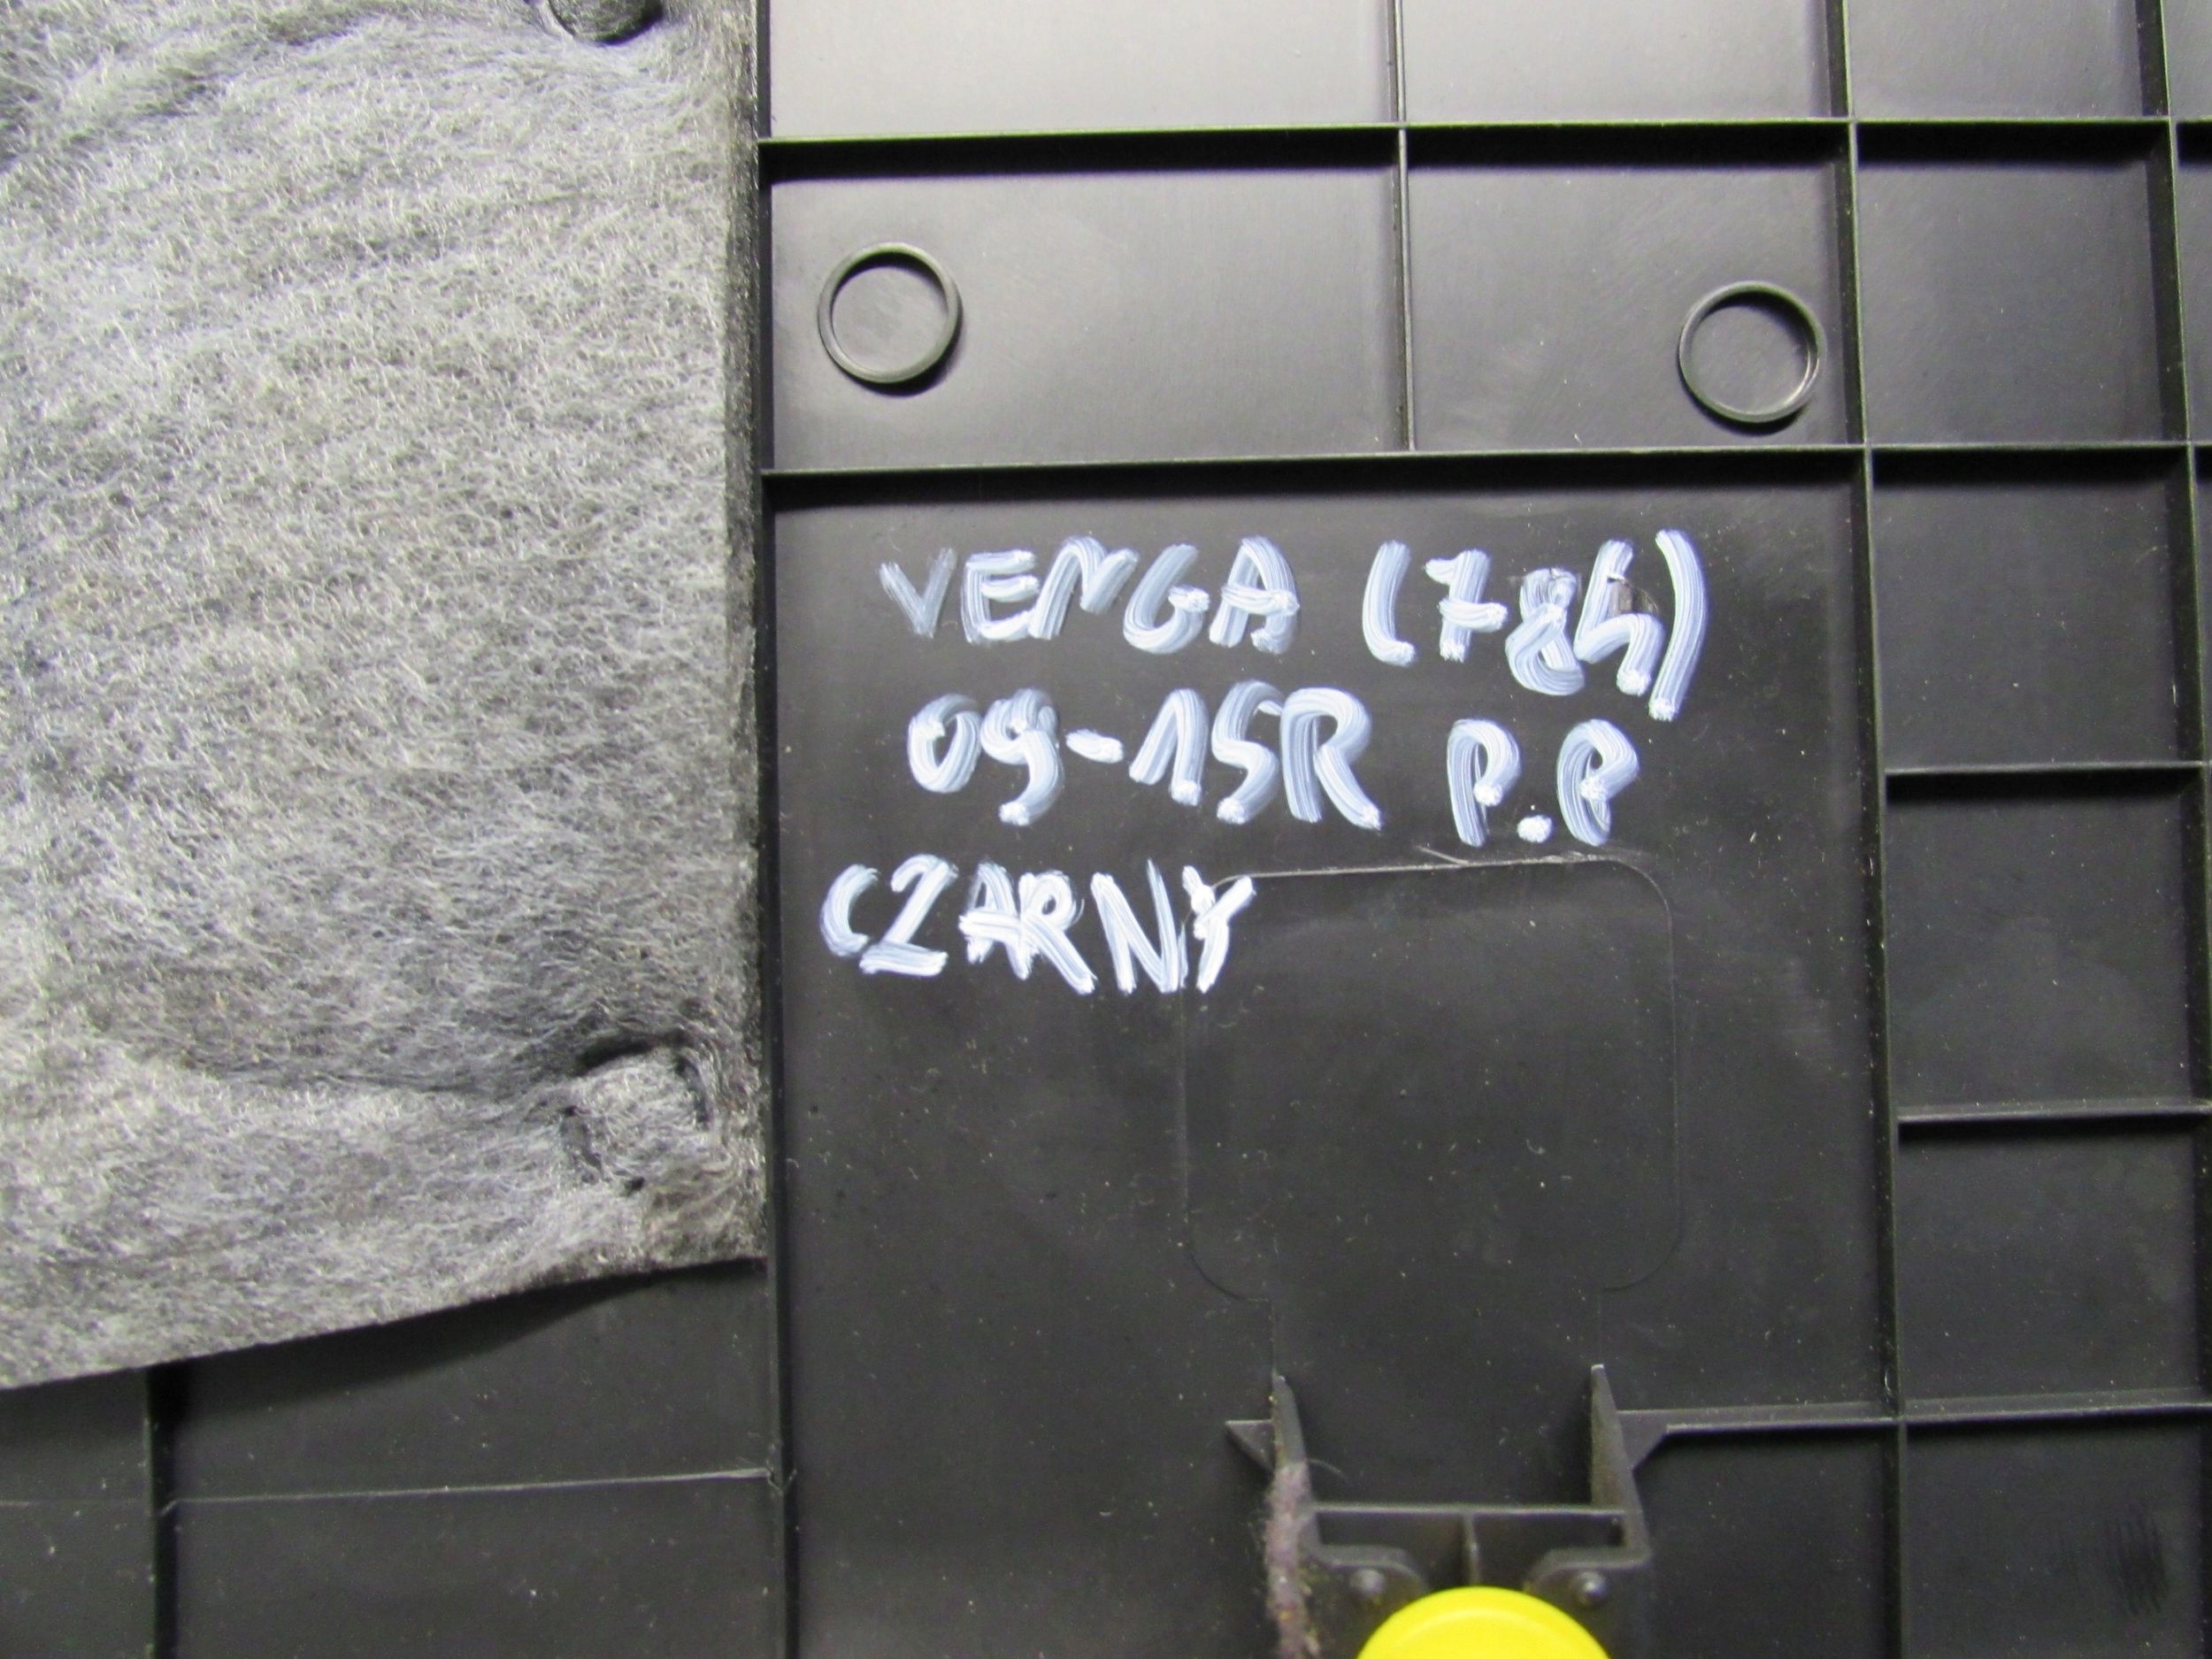 VENGA (784)
09-15R P.P
CZARNY